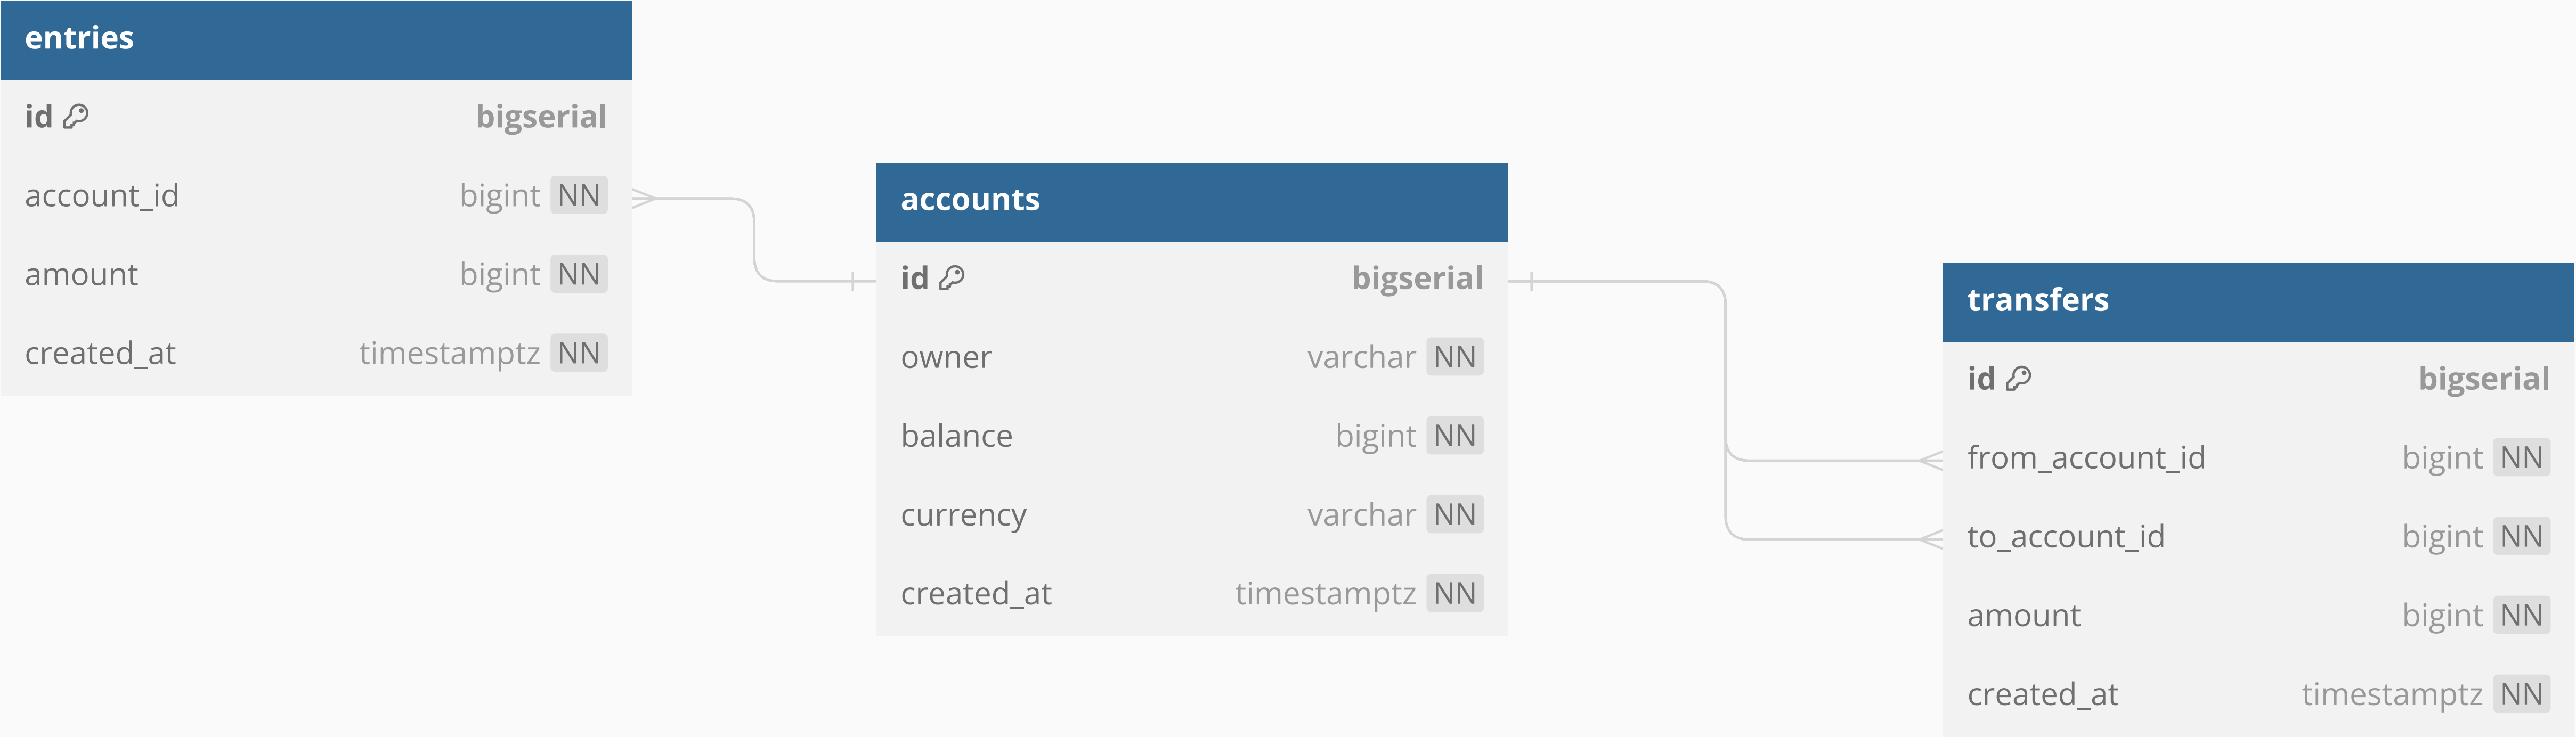 entries
id bigserial
account_id bigint NN
amount bigint NN
created_at timestamptz NN
accounts
id bigserial
owner varchar NN
balance bigint NN
currency varchar NN
created_at timestamptz NN
transfers
id bigserial
from_account_id bigint NN
to_account_id bigint NN
amount bigint NN
created_at timestamptz NN